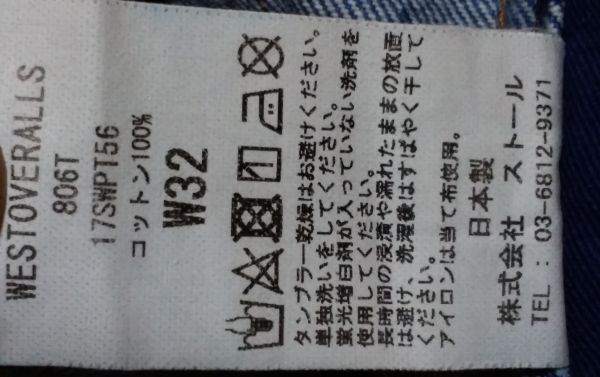 WESTOVERALLS
806T
17SWPT56
コットン100%
W32
タンブラー乾燥はお避けください。
単独洗いをしてください。
蛍光増白剤が入っていない洗剤を
使用してください。
長時間の浸漬や濡れたままの放置
は避け、洗濯後はすばやく干して
ください。
アイロンは当て布使用。
日本製
株式会社 ストール
TEL : 03-6812-9371